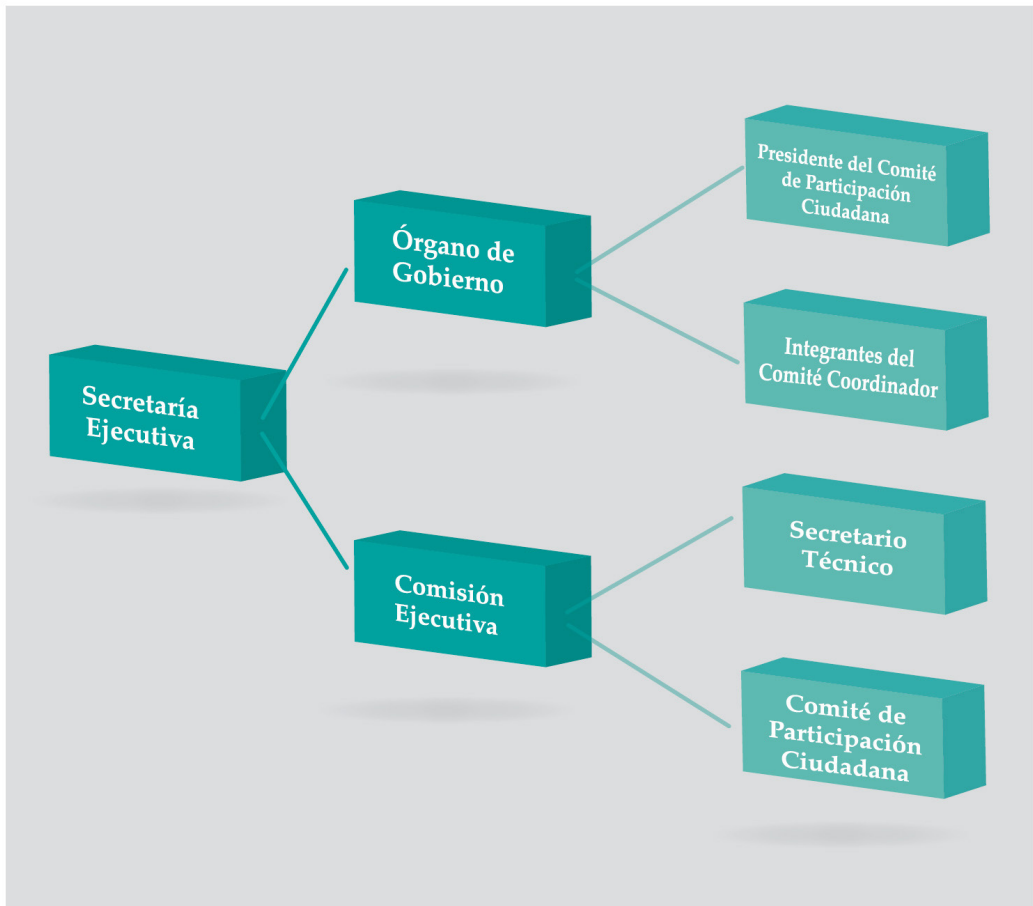 Secretaría
Ejecutiva
Órgano de
Gobierno
Comisión
Ejecutiva
Presidente del Comité
de Participación
Ciudadana
Integrantes del
Comité Coordinador
Secretario
Técnico
Comité de
Participación
Ciudadana